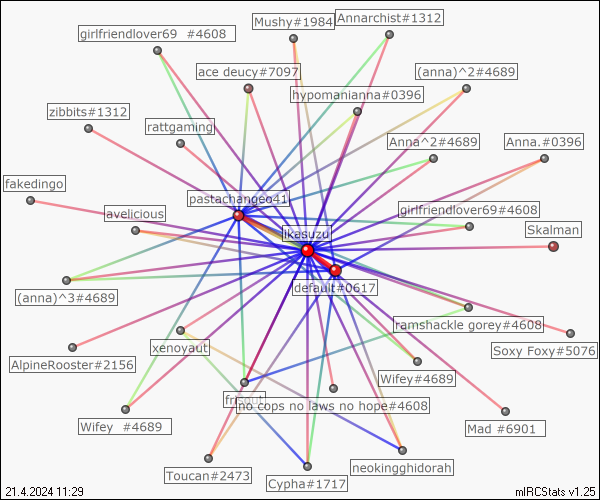 Mushy#1984
Annarchist#1312
girlfriendlover69 #4608
ace deucy#7097
(anna)^2#4689
hypomanianna#0396
zibbits#1312
rattgaming
Anna^2#4689
Anna.#0396
fakedingo
pastachangeo41
avelicious
girlfriendlover69#4608
Skalman
jkasuzu
default#0617
(anna)^3#4689
ramshackle gorey#4608
xenoyaut
Soxy Foxy#5076
AlpineRooster#2156
Wifey#4689
no cops no laws no hope#4608
Wifey #4689
Mad #6901
neokingghidorah
Toucan#2473
Cypha#1717
21.4.2024 11:29
mIRCStats v1.25